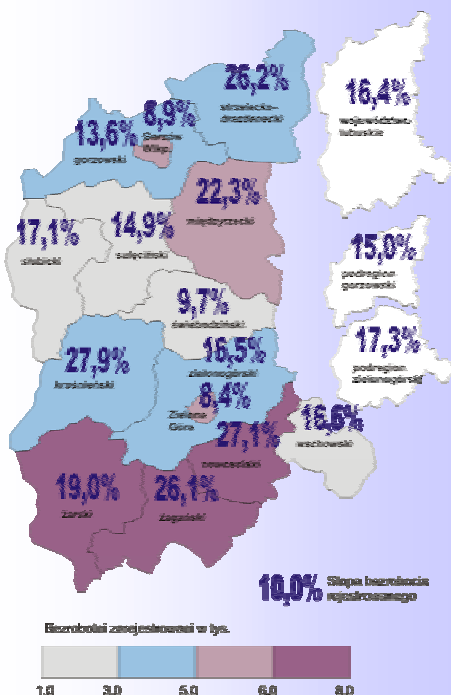 26,2%
strzelecko-
drezdenecki
16,4%
województwo
lubuskie
8,9%
Gorzów
Wlkp.
13,6%
gorzowski
22,3%
międzyrzecki
17,1%
słubicki
14,9%
sulęciński
15,0%
podregion
gorzowski
9,7%
świebodziński
17,3%
podregion
zielonogórski
27,9%
krośnieński
16,5%
zielonogórski
8,4%
Zielona
Góra
27,1%
nowosolski
16,6%
wschowski
19,0%
żarski
26,1%
żagański
10,0% Stopa bezrobocia
rejestrowanego
Bezrobotni zarejestrowani w tys.
1.0 3.0 5.0 6.0 8.0